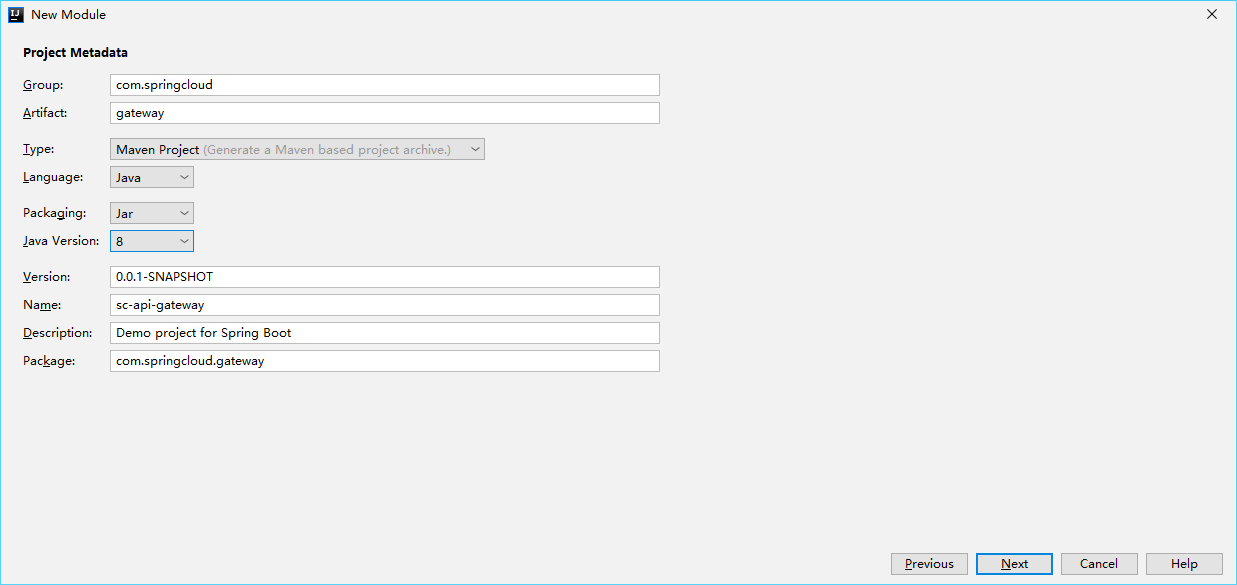 IJ New Module
Project Metadata
Group: com.springcloud
Artifact: gateway
Type: Maven Project (Generate a Maven based project archive.)
Language: Java
Packaging: Jar
Java Version: 8
Version: 0.0.1-SNAPSHOT
Name: sc-api-gateway
Description: Demo project for Spring Boot
Package: com.springcloud.gateway
Previous Next Cancel Help